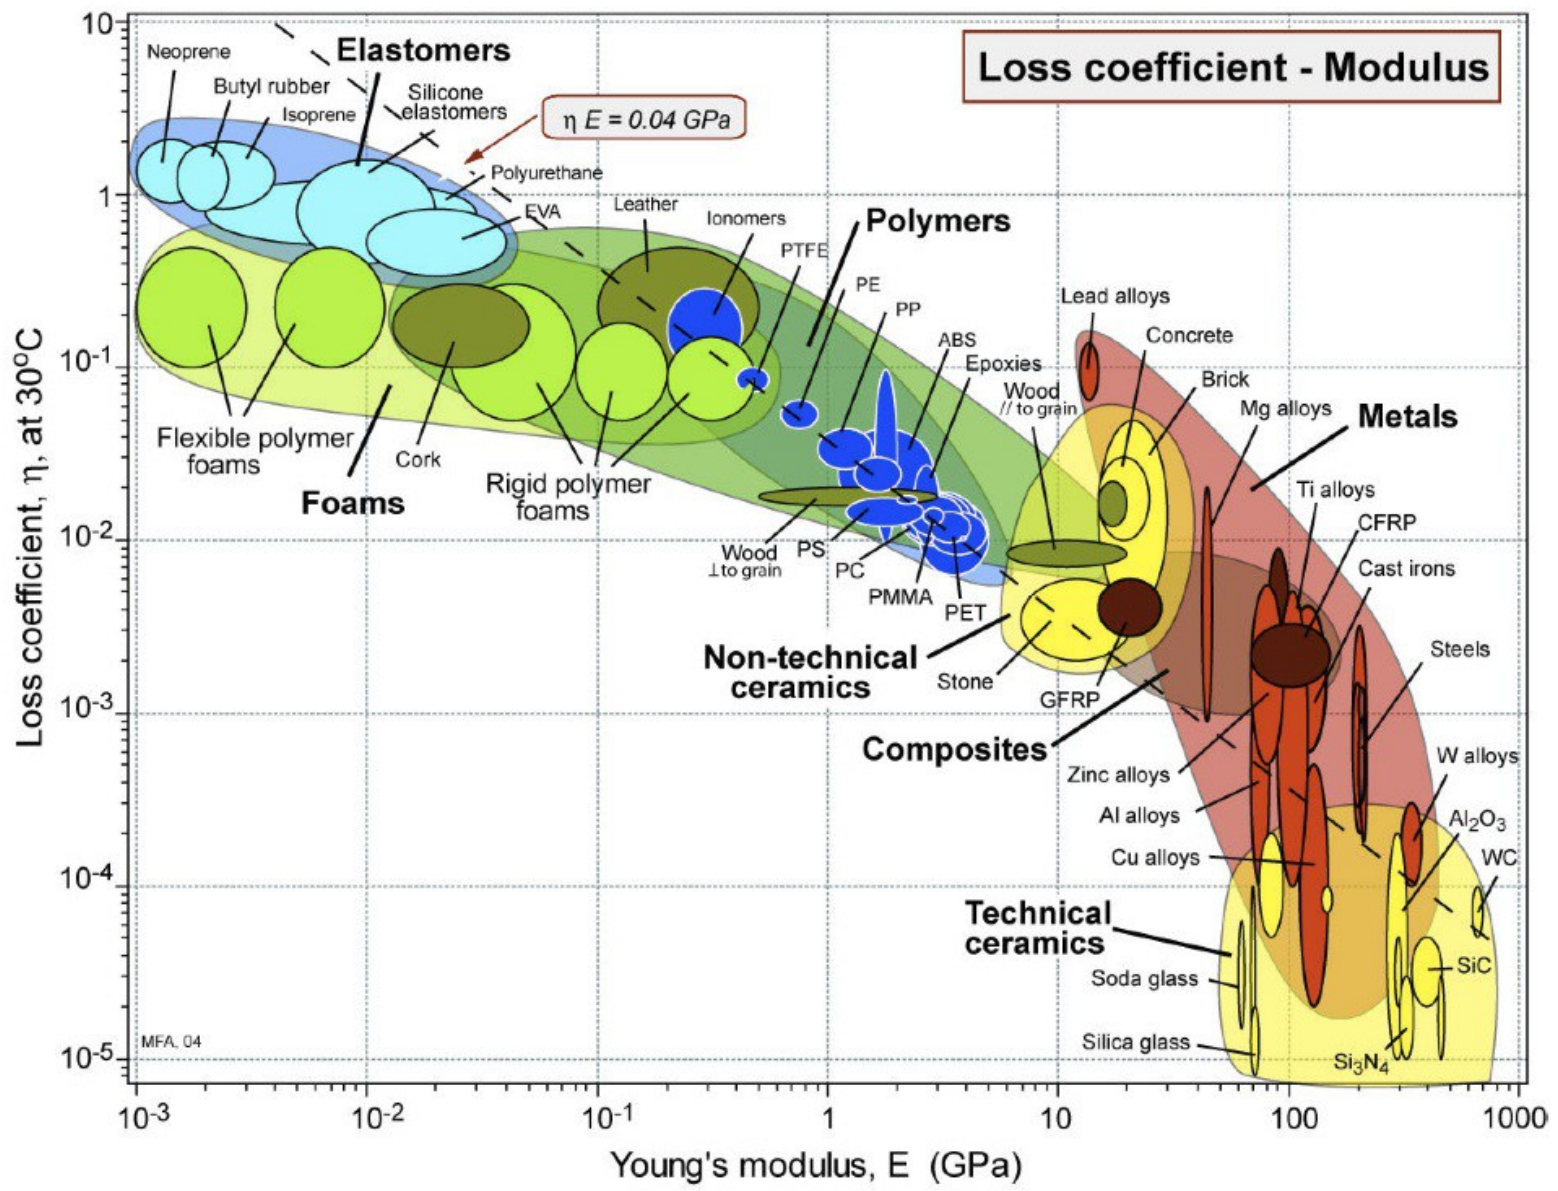 Loss coefficient - Modulus
η E = 0.04 GPa
Loss coefficient, η, at 30°C
10
1
10-1
10-2
10-3
10-4
10-5
Neoprene
Butyl rubber
Isoprene
Elastomers
Silicone
elastomers
Polyurethane
EVA
Leather
Ionomers
Polymers
PTFE
PE
PP
ABS
Epoxies
Wood
// to grain
Lead alloys
Concrete
Brick
Mg alloys
Metals
Ti alloys
CFRP
Cast irons
Steels
W alloys
Al2O3
WC
Flexible polymer
foams
Foams
Cork
Rigid polymer
foams
Wood
⊥to grain
PS
PC
PMMA
PET
Non-technical
ceramics
Stone
GFRP
Composites
Zinc alloys
Al alloys
Cu alloys
Technical
ceramics
Soda glass
Silica glass
SiC
Si3N4
MFA, 04
10-3
10-2
10-1
1
10
100
1000
Young's modulus, E (GPa)